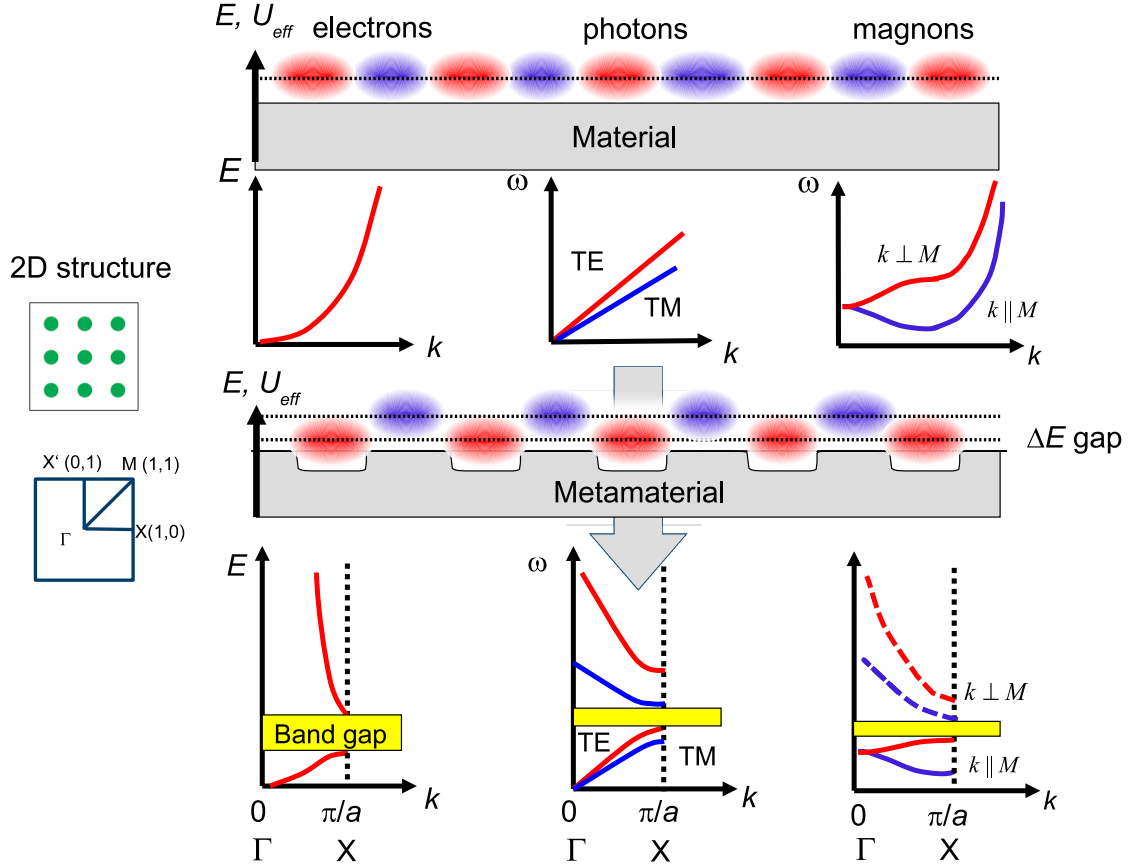 E, U_eff electrons photons magnons
Material
E ω ω
TE
TM
k ⊥ M
k || M
k k k
2D structure
E, U_eff
ΔE gap
Metamaterial
X' (0,1) M (1,1)
Γ X(1,0)
E ω
Band gap
TE TM
k ⊥ M
k || M
k k k
0 π/a 0 π/a 0 π/a
Γ X Γ X Γ X